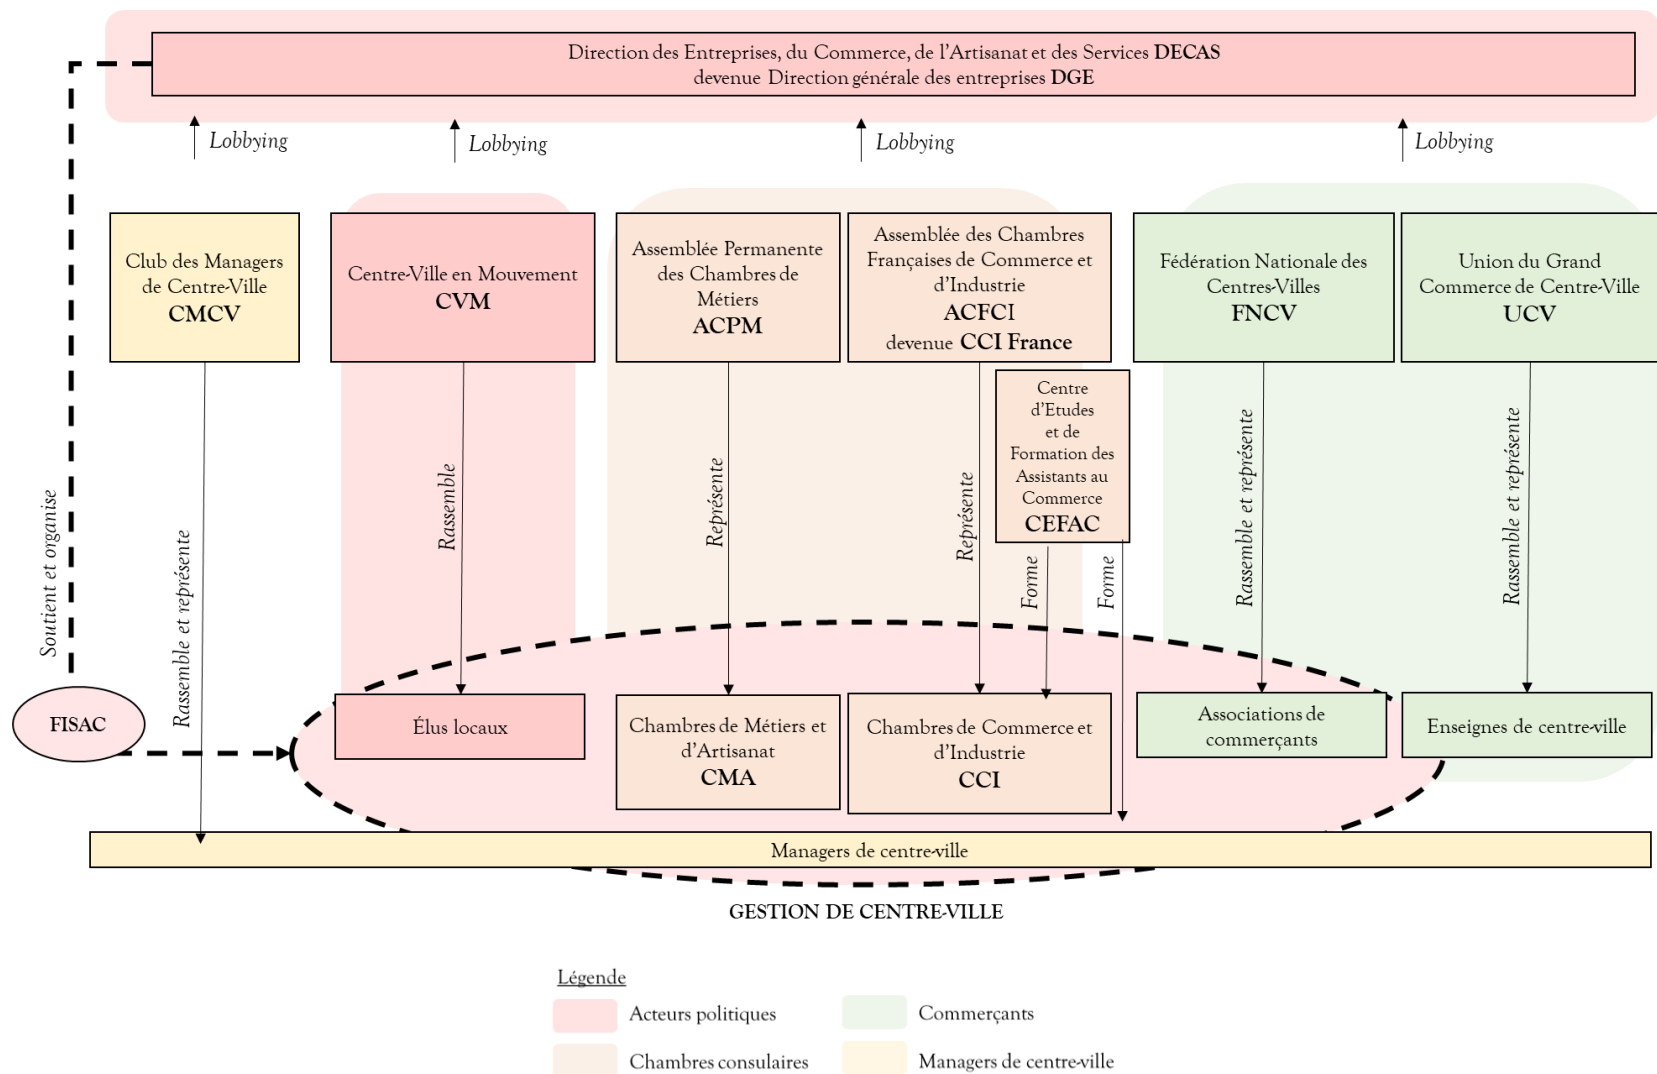 Direction des Entreprises, du Commerce, de l'Artisanat et des Services DECAS
devenue Direction générale des entreprises DGE
Lobbying
Lobbying
Lobbying
Lobbying
Club des Managers
de Centre-Ville
CMCV
Centre-Ville en Mouvement
CVM
Assemblée Permanente
des Chambres de
Métiers
ACPM
Assemblée des Chambres
Françaises de Commerce et
d'Industrie
ACFCI
devenue CCI France
Fédération Nationale des
Centres-Villes
FNCV
Union du Grand
Commerce de Centre-Ville
UCV
Centre
d'Etudes
et de
Formation des
Assistants au
Commerce
CEFAC
Soutient et organise
Rassemble et représente
Rassemble
Représente
Représente
Forme
Forme
Rassemble et représente
Rassemble et représente
FISAC
Élus locaux
Chambres de Métiers et
d'Artisanat
CMA
Chambres de Commerce et
d'Industrie
CCI
Associations de
commerçants
Enseignes de centre-ville
Managers de centre-ville
GESTION DE CENTRE-VILLE
Légende
Acteurs politiques
Commerçants
Chambres consulaires
Managers de centre-ville